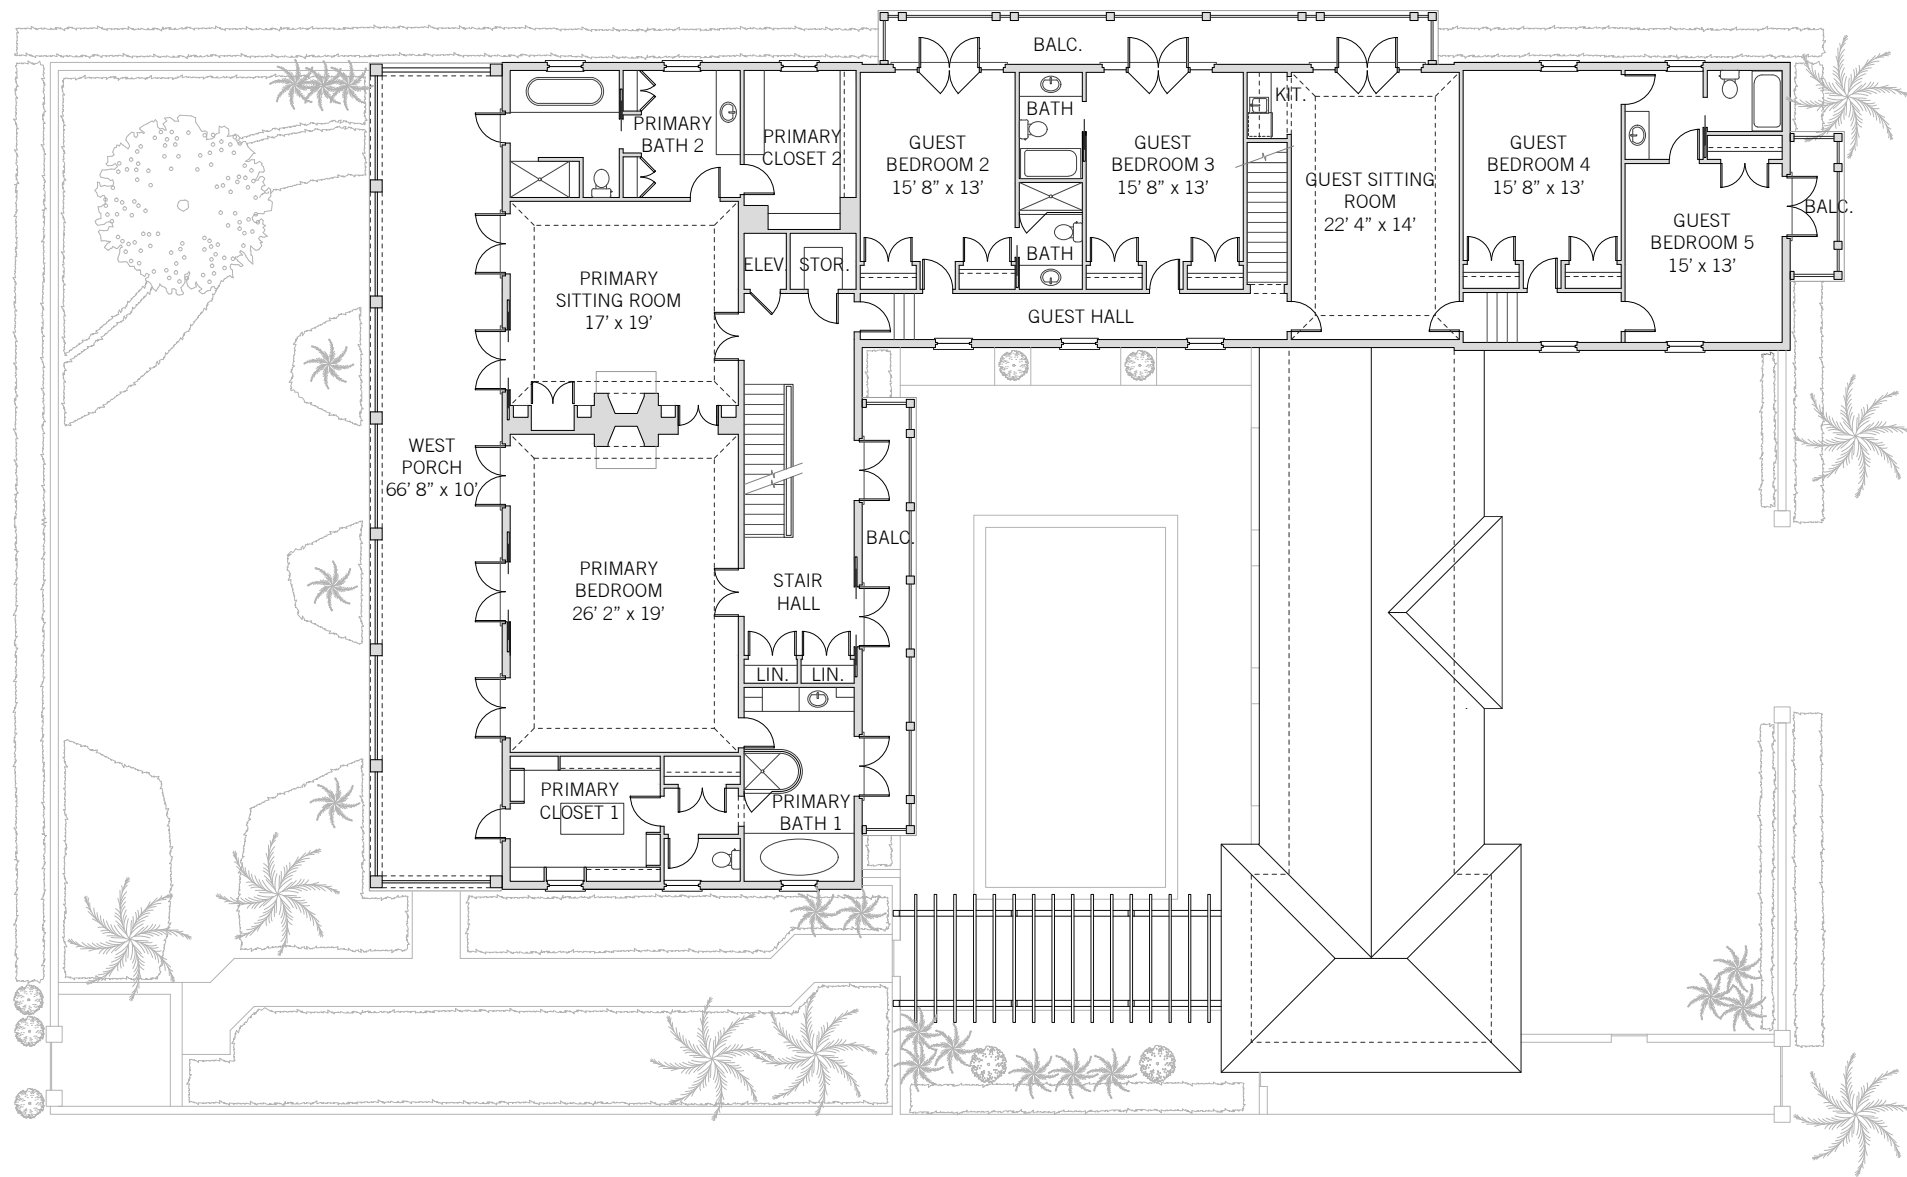 BALC.
PRIMARY
BATH 2
PRIMARY
CLOSET 2
GUEST
BEDROOM 2
15' 8" x 13'
BATH
BATH
GUEST
BEDROOM 3
15' 8" x 13'
KIT.
GUEST SITTING
ROOM
22' 4" x 14'
GUEST
BEDROOM 4
15' 8" x 13'
GUEST
BEDROOM 5
15' x 13'
BALC.
ELEV.
STOR.
PRIMARY
SITTING ROOM
17' x 19'
GUEST HALL
WEST
PORCH
66' 8" x 10'
BALC.
PRIMARY
BEDROOM
26' 2" x 19'
STAIR
HALL
LIN.
LIN.
PRIMARY
CLOSET 1
PRIMARY
BATH 1